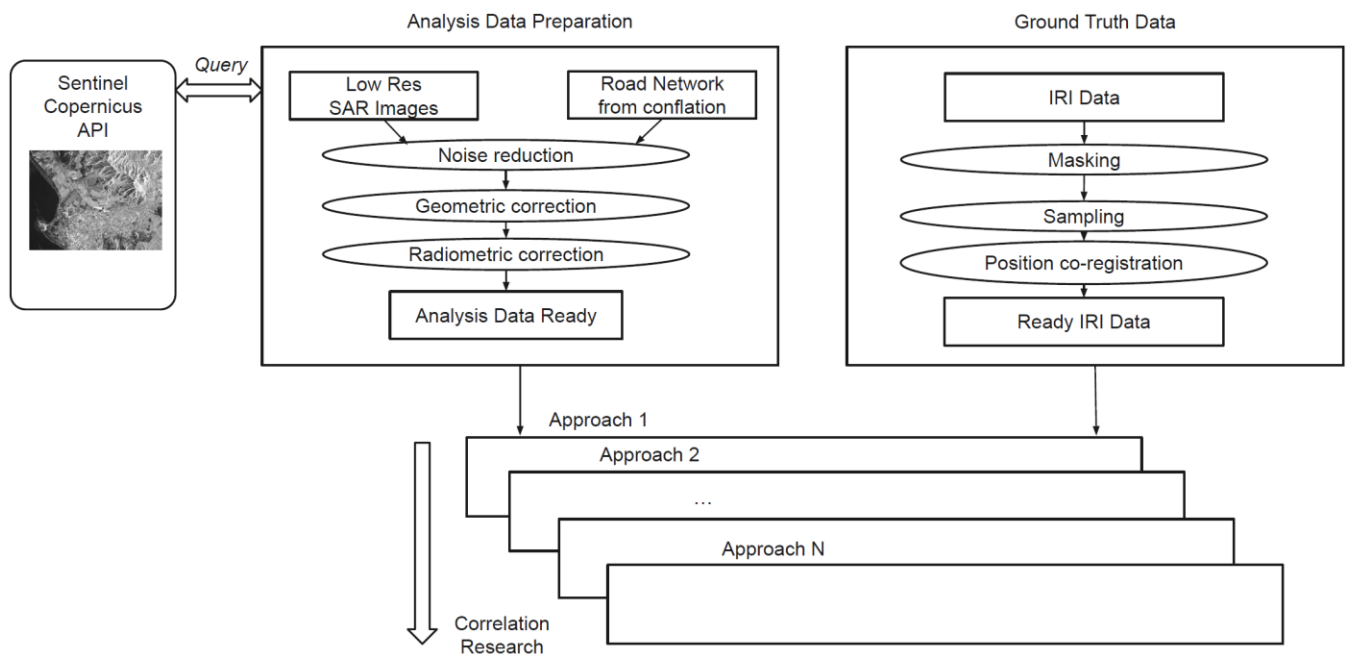 Analysis Data Preparation
Ground Truth Data
Sentinel
Copernicus
API
Query
Low Res
SAR Images
Road Network
from conflation
Noise reduction
Geometric correction
Radiometric correction
Analysis Data Ready
IRI Data
Masking
Sampling
Position co-registration
Ready IRI Data
Approach 1
Approach 2
...
Approach N
Correlation
Research